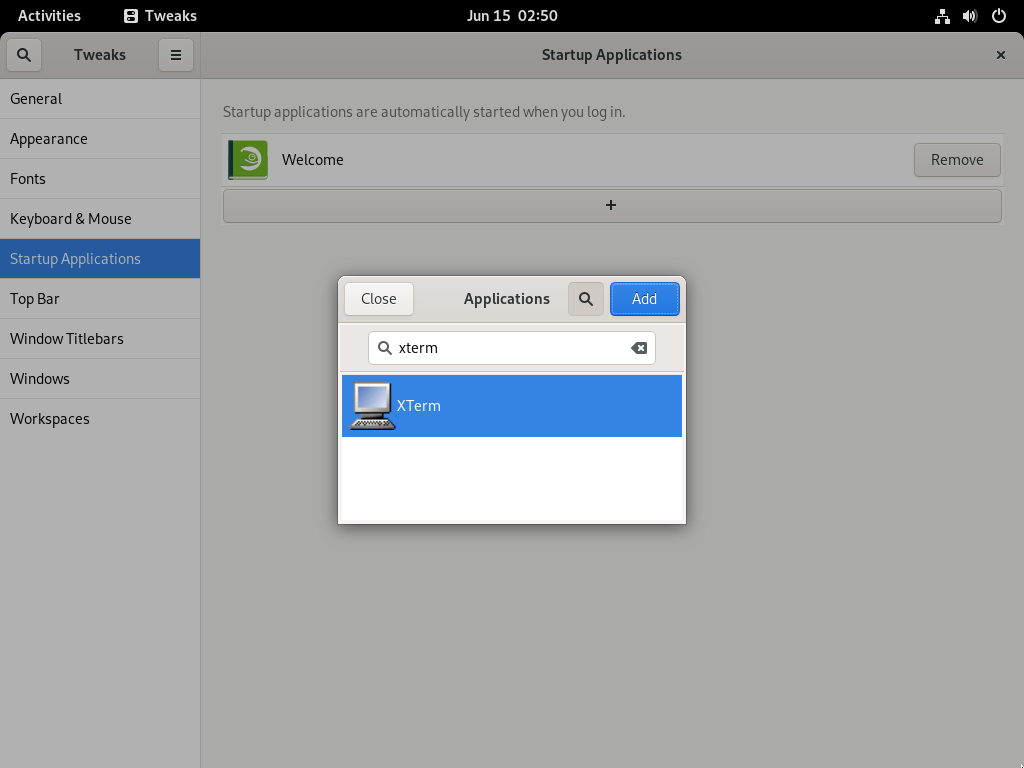 Activities
Tweaks
Jun 15 02:50
Tweaks
Startup Applications
General
Appearance
Fonts
Keyboard & Mouse
Startup Applications
Top Bar
Window Titlebars
Windows
Workspaces
Startup applications are automatically started when you log in.
Welcome
Remove
Close
Applications
Add
xterm
XTerm